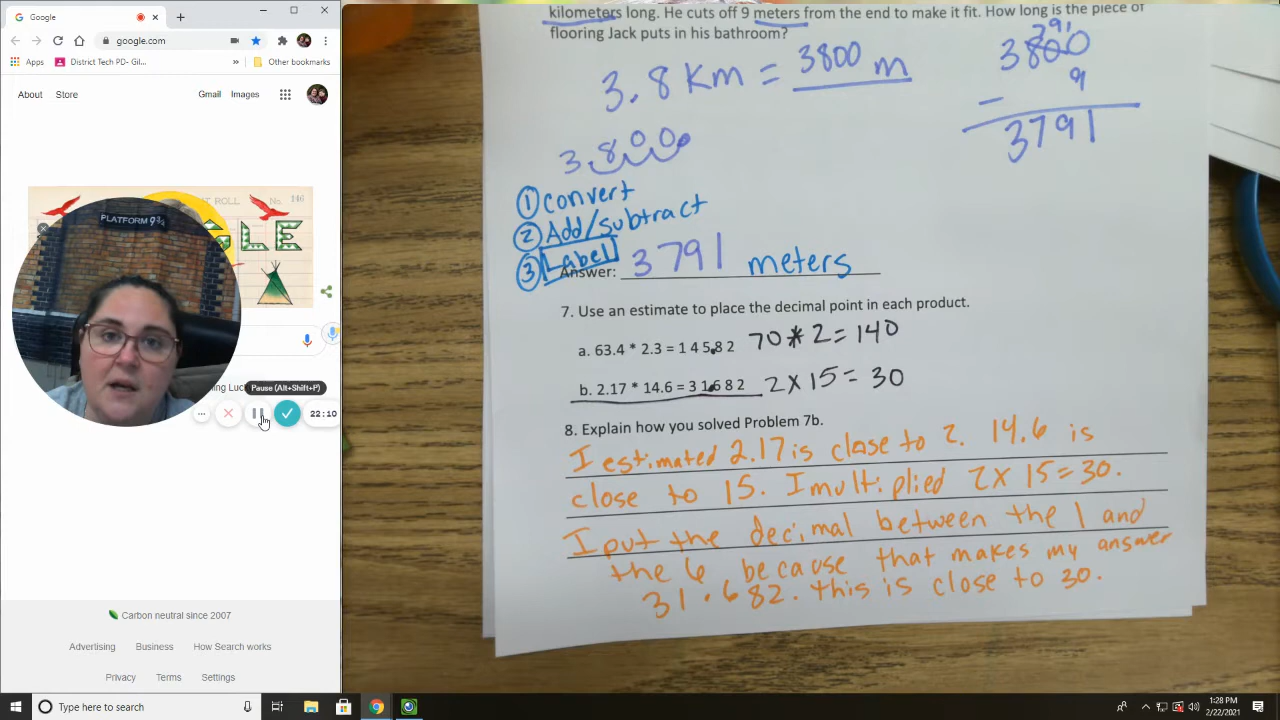 Google
google.com
Apps
District Tech PD- Gil...
»
Other bookmarks
About
Store
Gmail
Images
ROLL
No.
146
PLATFORM 9¾
GLE
Pause (Alt+Shift+P)
22:10
Carbon neutral since 2007
Advertising
Business
How Search works
Privacy
Terms
Settings
Type here to search
1:28 PM
2/22/2021
kilometers long. He cuts off 9 meters from the end to make it fit. How long is the piece of
flooring Jack puts in his bathroom?
3.8 Km = 3800 m
3.800.
791
3800
- 9
3791
① Convert
② Add/Subtract
③ Label
Answer: 3791 meters
7. Use an estimate to place the decimal point in each product.
a. 63.4 * 2.3 = 1 4 5.8 2 70 * 2 = 140
b. 2.17 * 14.6 = 3 1.6 8 2 2 x 15 = 30
8. Explain how you solved Problem 7b.
I estimated 2.17 is close to 2. 14.6 is
close to 15. I multiplied 2 x 15 = 30.
I put the decimal between the 1 and
the 6 because that makes my answer
31.682. this is close to 30.